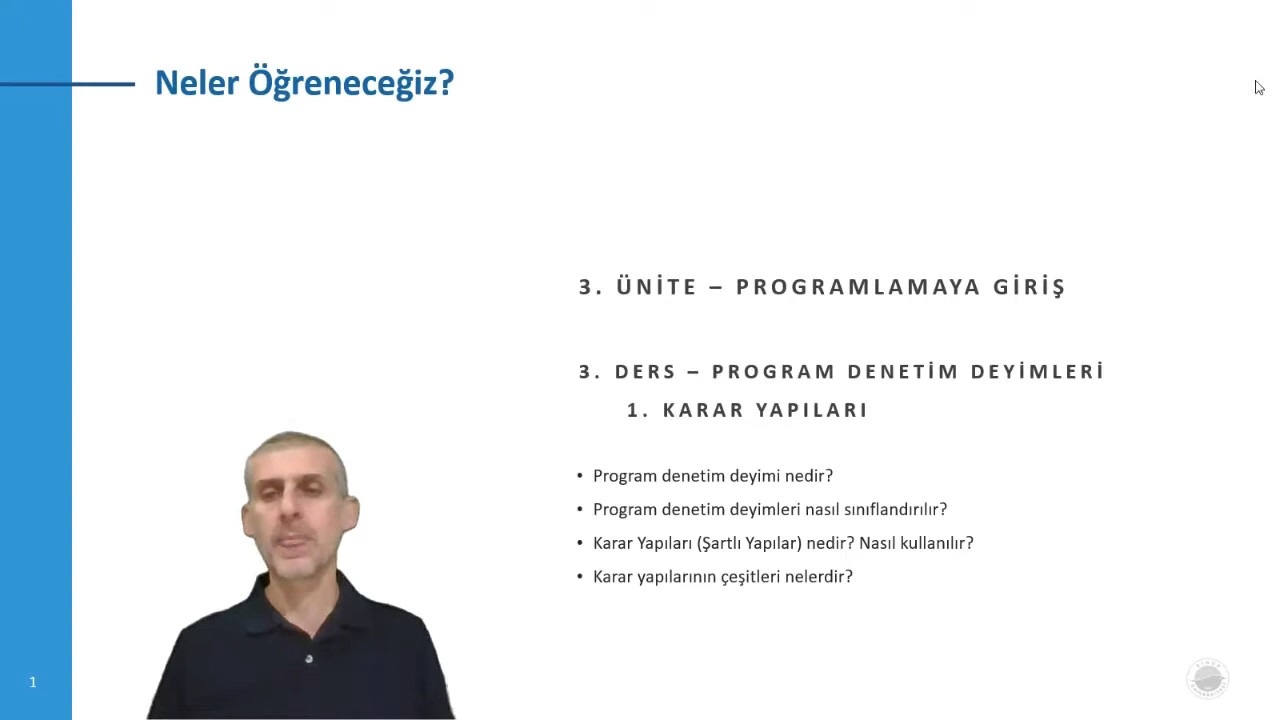 Neler Öğreneceğiz?
3. ÜNİTE – PROGRAMLAMAYA GİRİŞ
3. DERS – PROGRAM DENETİM DEYİMLERİ
1. KARAR YAPILARI
• Program denetim deyimi nedir?
• Program denetim deyimleri nasıl sınıflandırılır?
• Karar Yapıları (Şartlı Yapılar) nedir? Nasıl kullanılır?
• Karar yapılarının çeşitleri nelerdir?
1